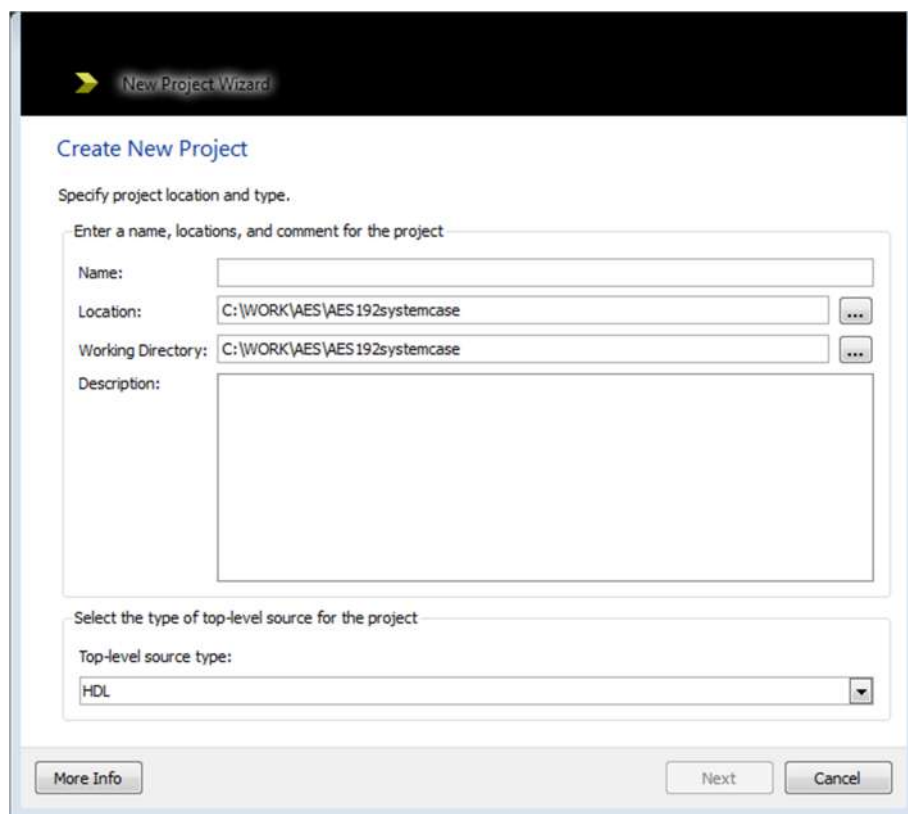 New Project Wizard
Create New Project
Specify project location and type.
Enter a name, locations, and comment for the project
Name:
Location: C:\WORK\AES\AES192systemcase ...
Working Directory: C:\WORK\AES\AES192systemcase ...
Description:
Select the type of top-level source for the project
Top-level source type:
HDL
More Info Next Cancel